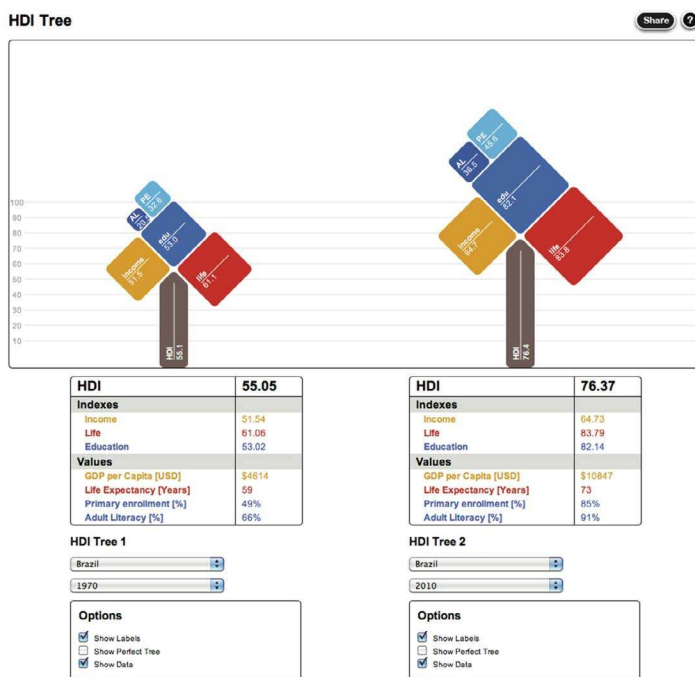 HDI Tree
Share ?
100
90
80
70
60
50
40
30
20
10
PE
32.6
AL
edu
53.0
Income
51.5
life
61.1
HDI
55.1
PE
45.6
AL
36.5
edu
82.1
Income
64.7
life
83.8
HDI
76.4
HDI 55.05
Indexes
Income 51.54
Life 61.06
Education 53.02
Values
GDP per Capita [USD] $4614
Life Expectancy [Years] 59
Primary enrollment [%] 49%
Adult Literacy [%] 66%
HDI Tree 1
Brazil
1970
Options
Show Labels
Show Perfect Tree
Show Data
HDI 76.37
Indexes
Income 64.73
Life 83.79
Education 82.14
Values
GDP per Capita [USD] $10847
Life Expectancy [Years] 73
Primary enrollment [%] 85%
Adult Literacy [%] 91%
HDI Tree 2
Brazil
2010
Options
Show Labels
Show Perfect Tree
Show Data